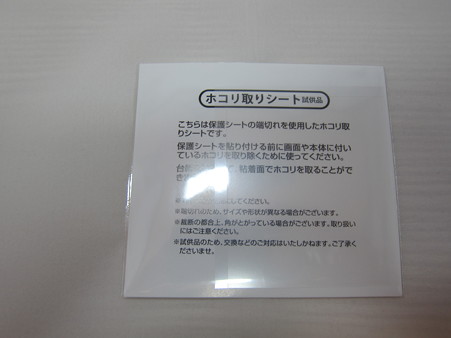 ホコリ取りシート試供品
こちらは保護シートの端切れを使用したホコリ取
りシートです。
保護シートを貼り付ける前に画面や本体に付い
ているホコリを取り除くために使ってください。
台紙 粘着面でホコリを取ることがで
き
してください。
※端切れのため、サイズや形状が異なる場合がございます。
※裁断の都合上、角がとがっている場合がございます。取り扱い
にはご注意ください。
※試供品のため、交換などのご対応はいたしかねます。ご了承く
ださいませ。